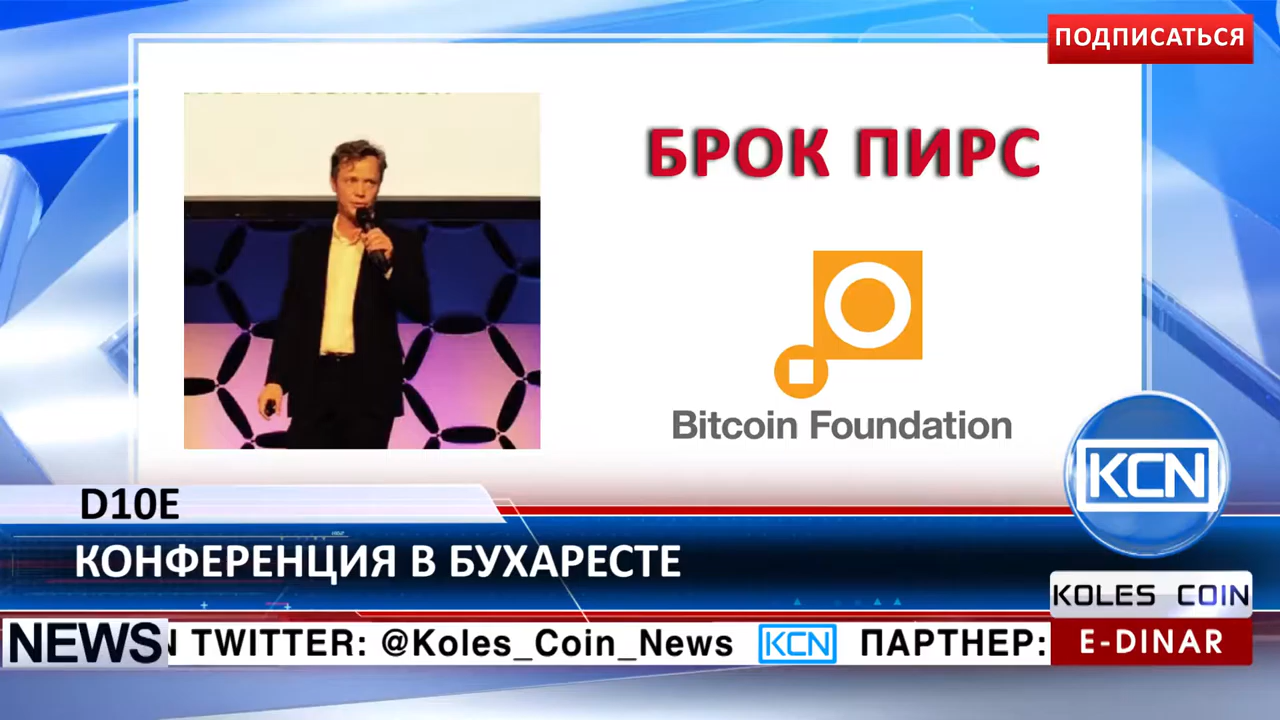 ПОДПИСАТЬСЯ
БРОК ПИРС
Bitcoin Foundation
KCN
D10E
КОНФЕРЕНЦИЯ В БУХАРЕСТЕ
KOLES COIN
NEWS TWITTER: @Koles_Coin_News KCN ПАРТНЕР: E-DINAR